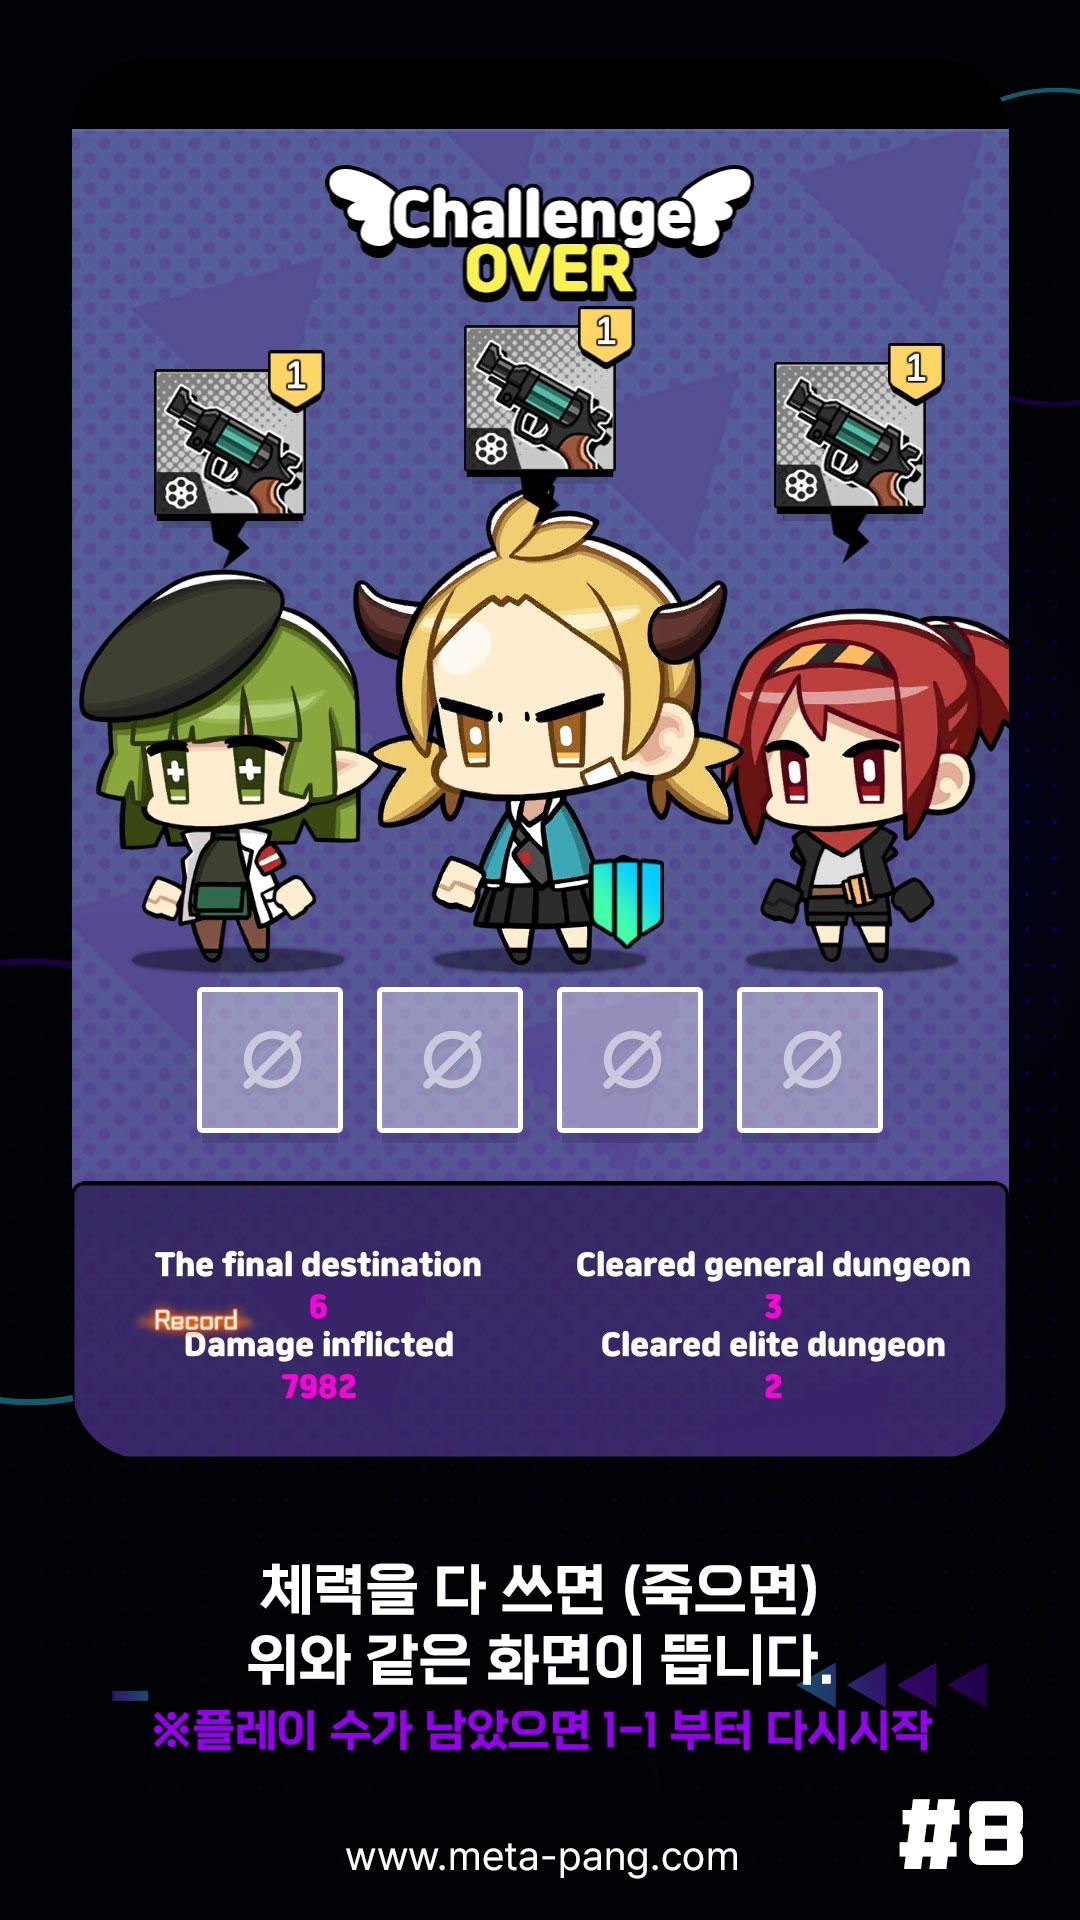 Challenge
OVER
1
1
1
The final destination
6
Cleared general dungeon
3
Record
Damage inflicted
7982
Cleared elite dungeon
2
체력을 다 쓰면 (죽으면)
위와 같은 화면이 뜹니다.
※플레이 수가 남았으면 1-1 부터 다시시작
#8
www.meta-pang.com